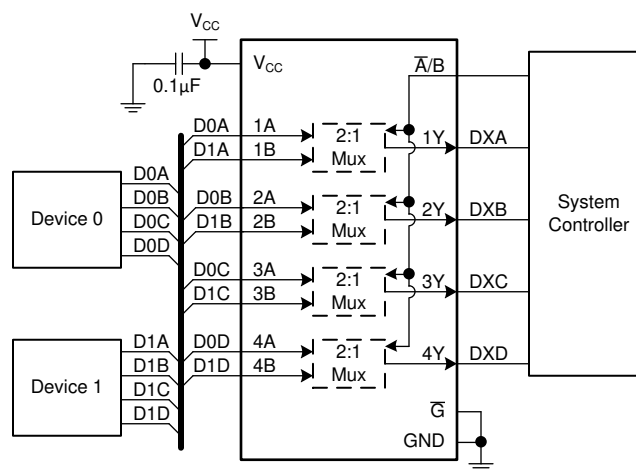 VCC
0.1µF
VCC
A̅/B
D0A 1A
D1A 1B
2:1
Mux
1Y DXA
D0A
D0B
D0C
D0D
Device 0
D0B 2A
D1B 2B
2:1
Mux
2Y DXB
System
Controller
D0C 3A
D1C 3B
2:1
Mux
3Y DXC
D1A
D1B
D1C
D1D
Device 1
D0D 4A
D1D 4B
2:1
Mux
4Y DXD
G̅
GND